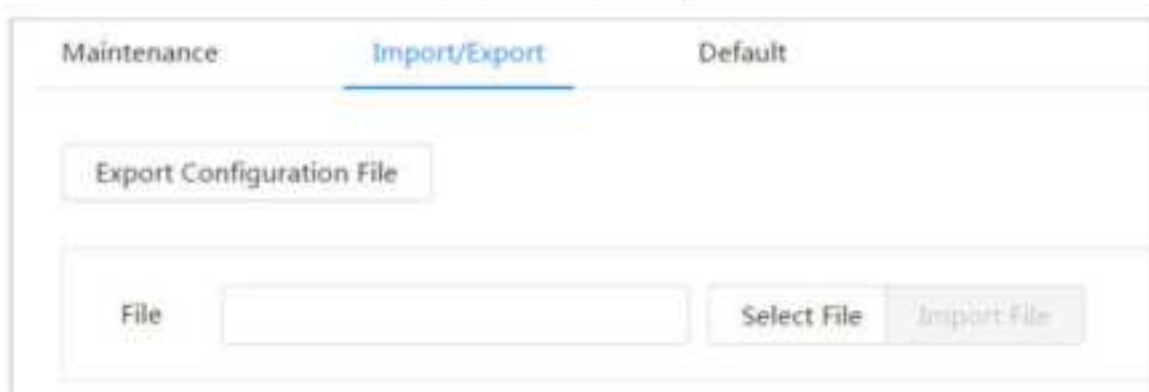 Maintenance Import/Export Default
Export Configuration File
File Select File Import File